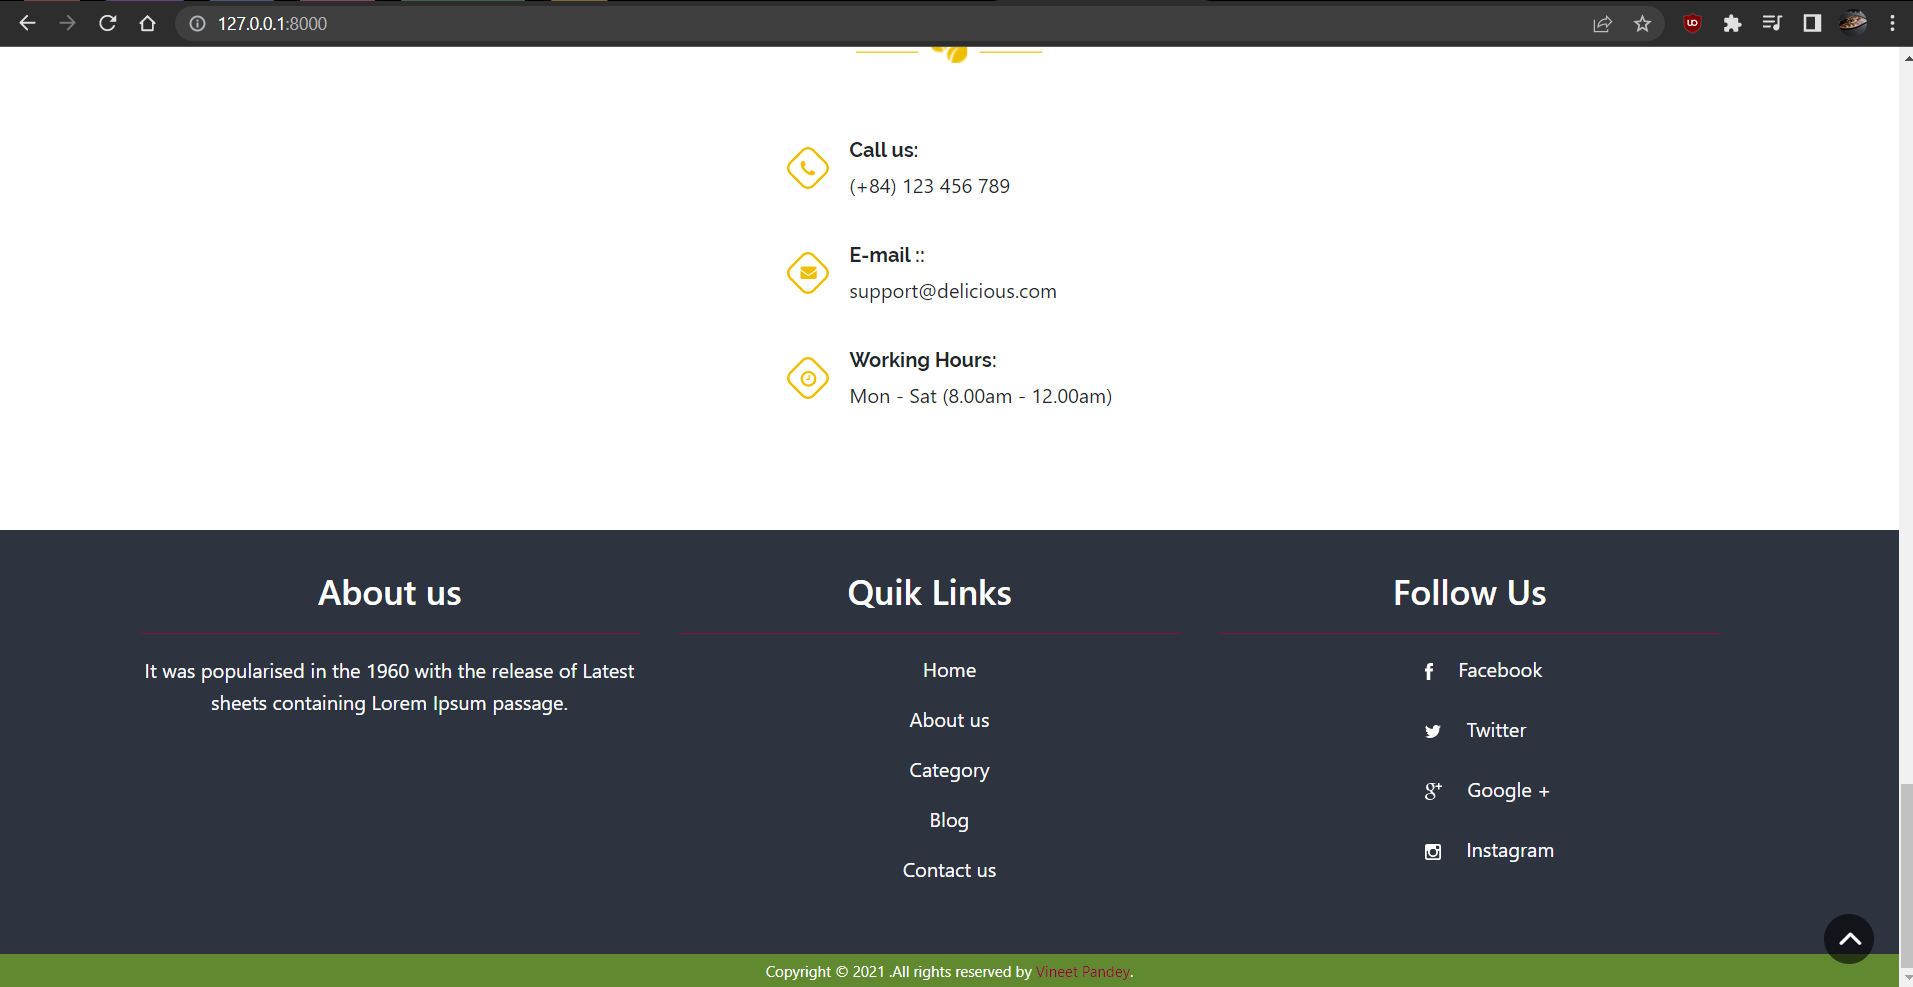 127.0.0.1:8000
Call us:
(+84) 123 456 789
E-mail ::
support@delicious.com
Working Hours:
Mon - Sat (8.00am - 12.00am)
About us
It was popularised in the 1960 with the release of Latest
sheets containing Lorem Ipsum passage.
Quik Links
Home
About us
Category
Blog
Contact us
Follow Us
Facebook
Twitter
Google +
Instagram
Copyright © 2021 .All rights reserved by Vineet Pandey.